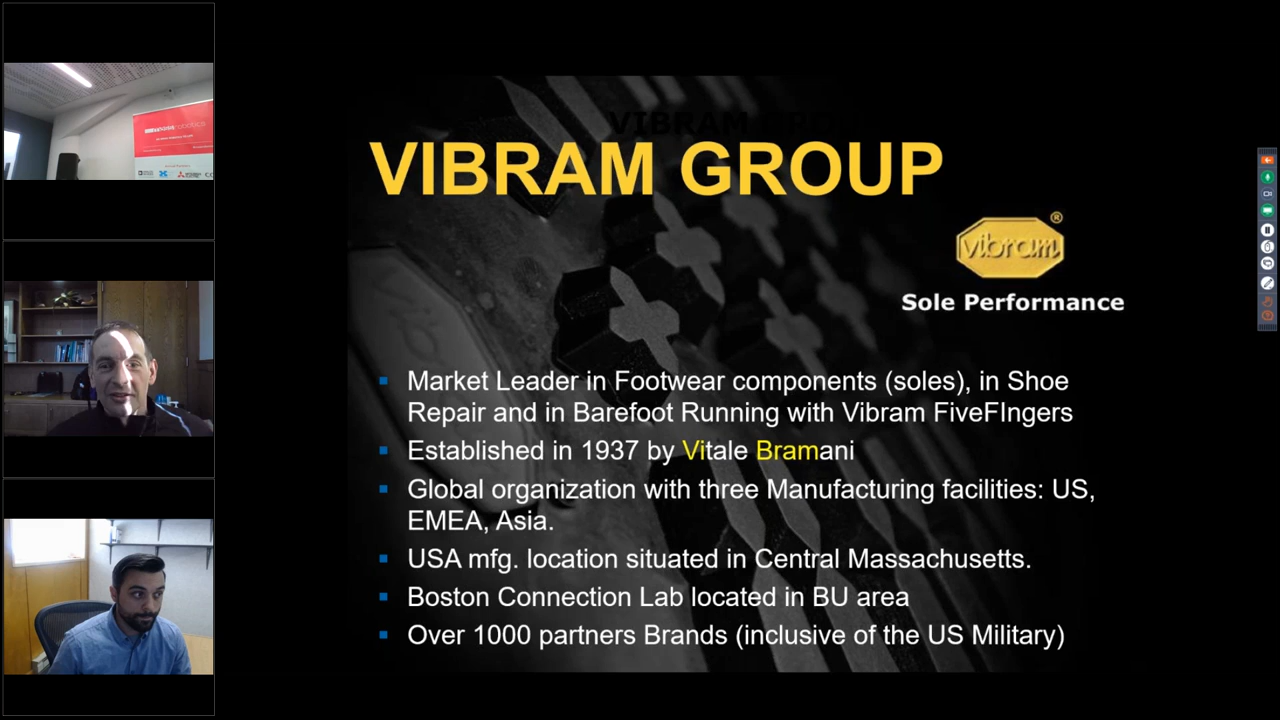 VIBRAM GROUP
vibram®
Sole Performance
Market Leader in Footwear components (soles), in Shoe
Repair and in Barefoot Running with Vibram FiveFIngers
Established in 1937 by Vitale Bramani
Global organization with three Manufacturing facilities: US,
EMEA, Asia.
USA mfg. location situated in Central Massachusetts.
Boston Connection Lab located in BU area
Over 1000 partners Brands (inclusive of the US Military)